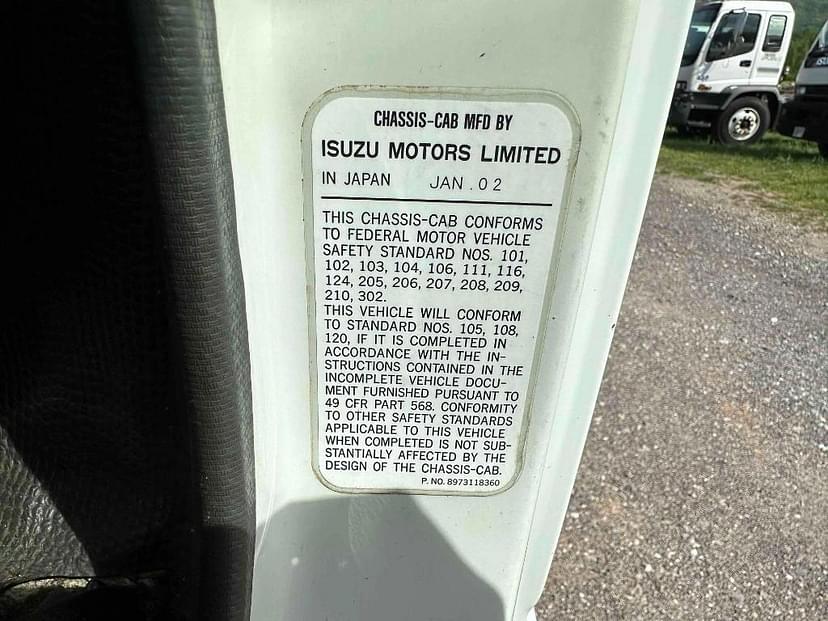 CHASSIS-CAB MFD BY
ISUZU MOTORS LIMITED
IN JAPAN JAN.02
THIS CHASSIS-CAB CONFORMS
TO FEDERAL MOTOR VEHICLE
SAFETY STANDARD NOS. 101,
102, 103, 104, 106, 111, 116,
124, 205, 206, 207, 208, 209,
210, 302.
THIS VEHICLE WILL CONFORM
TO STANDARD NOS. 105, 108,
120, IF IT IS COMPLETED IN
ACCORDANCE WITH THE IN-
STRUCTIONS CONTAINED IN THE
INCOMPLETE VEHICLE DOCU-
MENT FURNISHED PURSUANT TO
49 CFR PART 568. CONFORMITY
TO OTHER SAFETY STANDARDS
APPLICABLE TO THIS VEHICLE
WHEN COMPLETED IS NOT SUB-
STANTIALLY AFFECTED BY THE
DESIGN OF THE CHASSIS-CAB.
P. NO. 8973118360